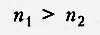 n₁ > n₂